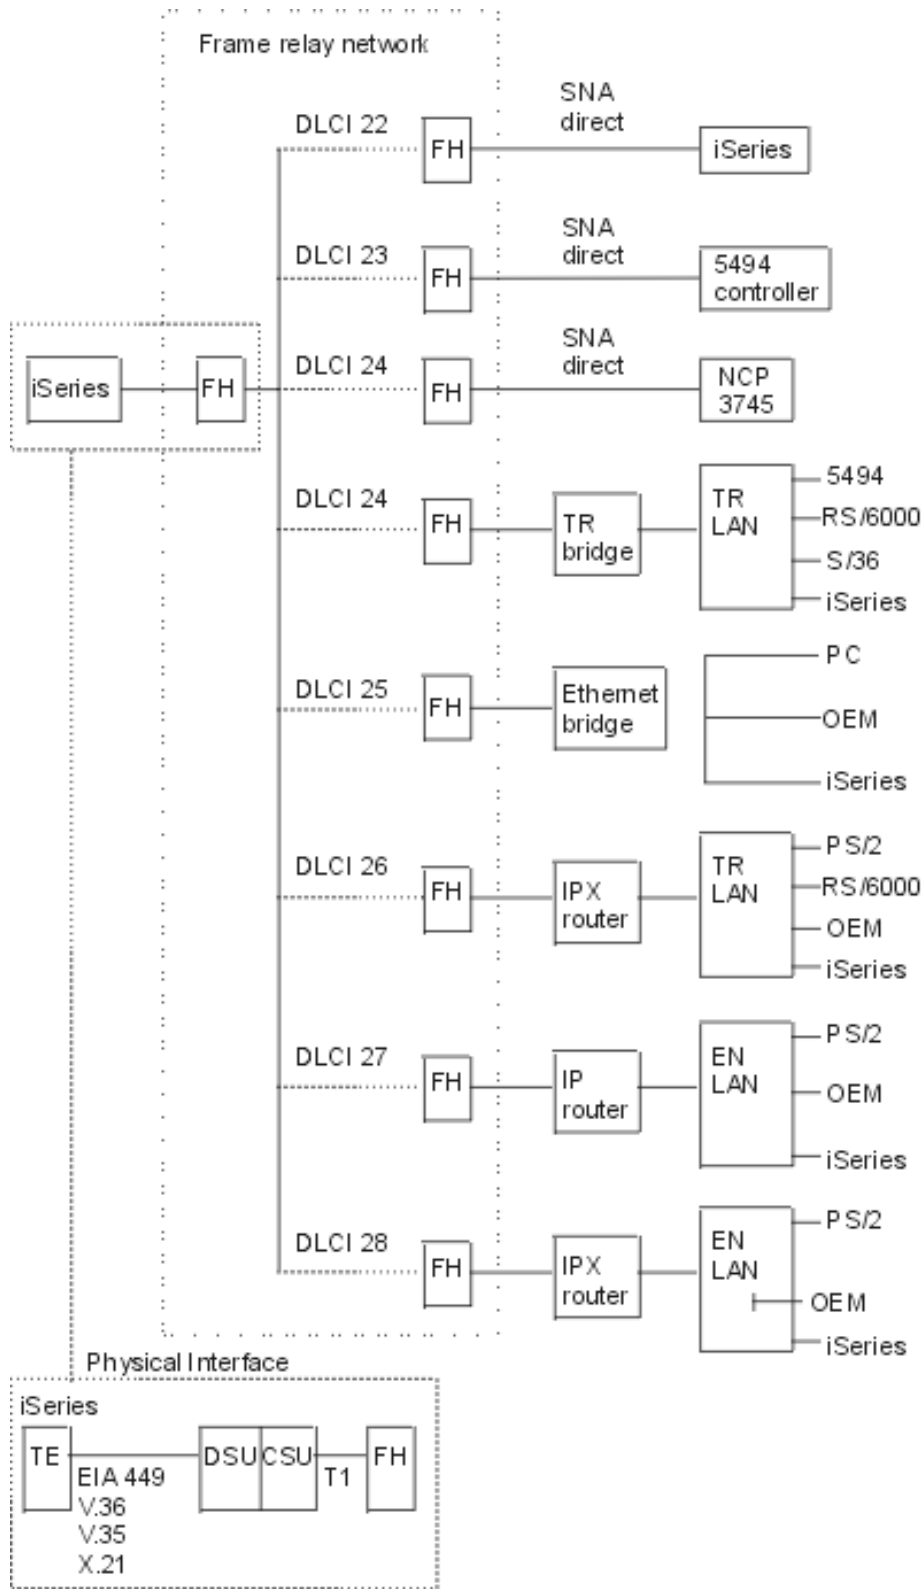 Frame relay network
DLCI 22
FH
SNA
direct
iSeries
DLCI 23
FH
SNA
direct
5494
controller
iSeries
FH
DLCI 24
FH
SNA
direct
NCP
3745
DLCI 24
FH
TR
bridge
TR
LAN
5494
RS/6000
S/36
iSeries
DLCI 25
FH
Ethernet
bridge
PC
OEM
iSeries
DLCI 26
FH
IPX
router
TR
LAN
PS/2
RS/6000
OEM
iSeries
DLCI 27
FH
IP
router
EN
LAN
PS/2
OEM
iSeries
DLCI 28
FH
IPX
router
EN
LAN
PS/2
OEM
iSeries
Physical Interface
iSeries
TE
EIA 449
V.36
V.35
X.21
DSU
CSU
T1
FH